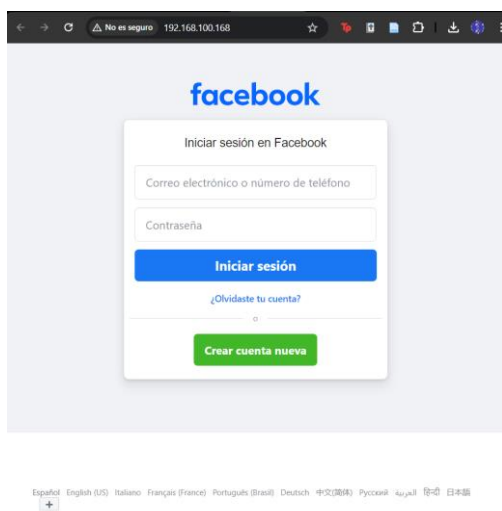 No es seguro 192.168.100.168
facebook
Iniciar sesión en Facebook
Correo electrónico o número de teléfono
Contraseña
Iniciar sesión
¿Olvidaste tu cuenta?
o
Crear cuenta nueva
Español English (US) Italiano Français (France) Português (Brasil) Deutsch 中文(简体) Русский العربية हिन्दी 日本語
+